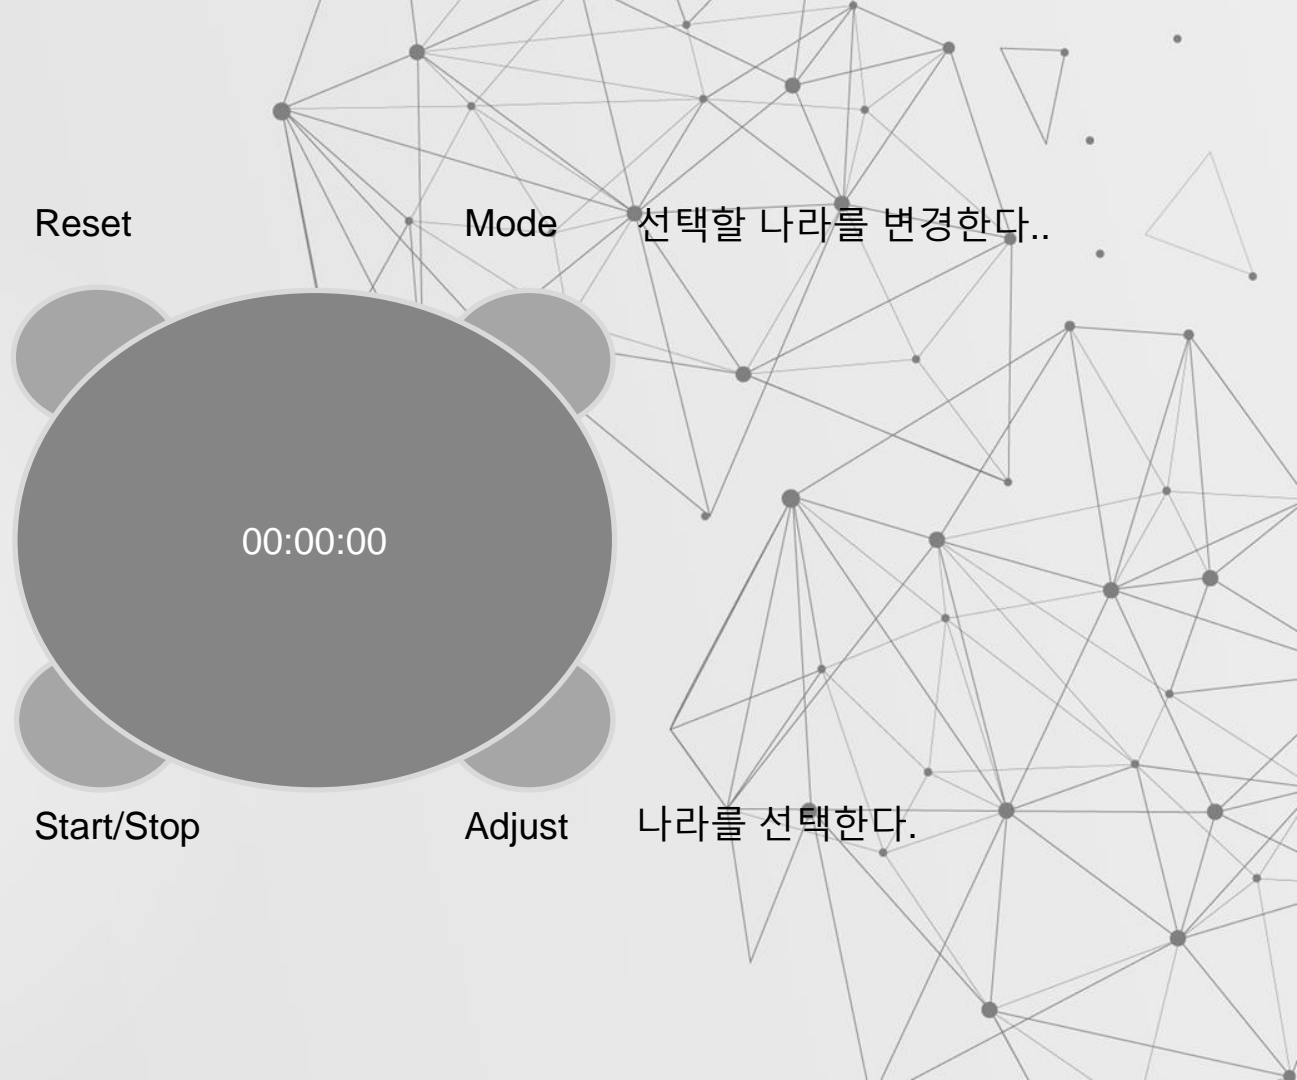 Reset
Mode
선택할 나라를 변경한다..
00:00:00
Start/Stop
Adjust
나라를 선택한다.